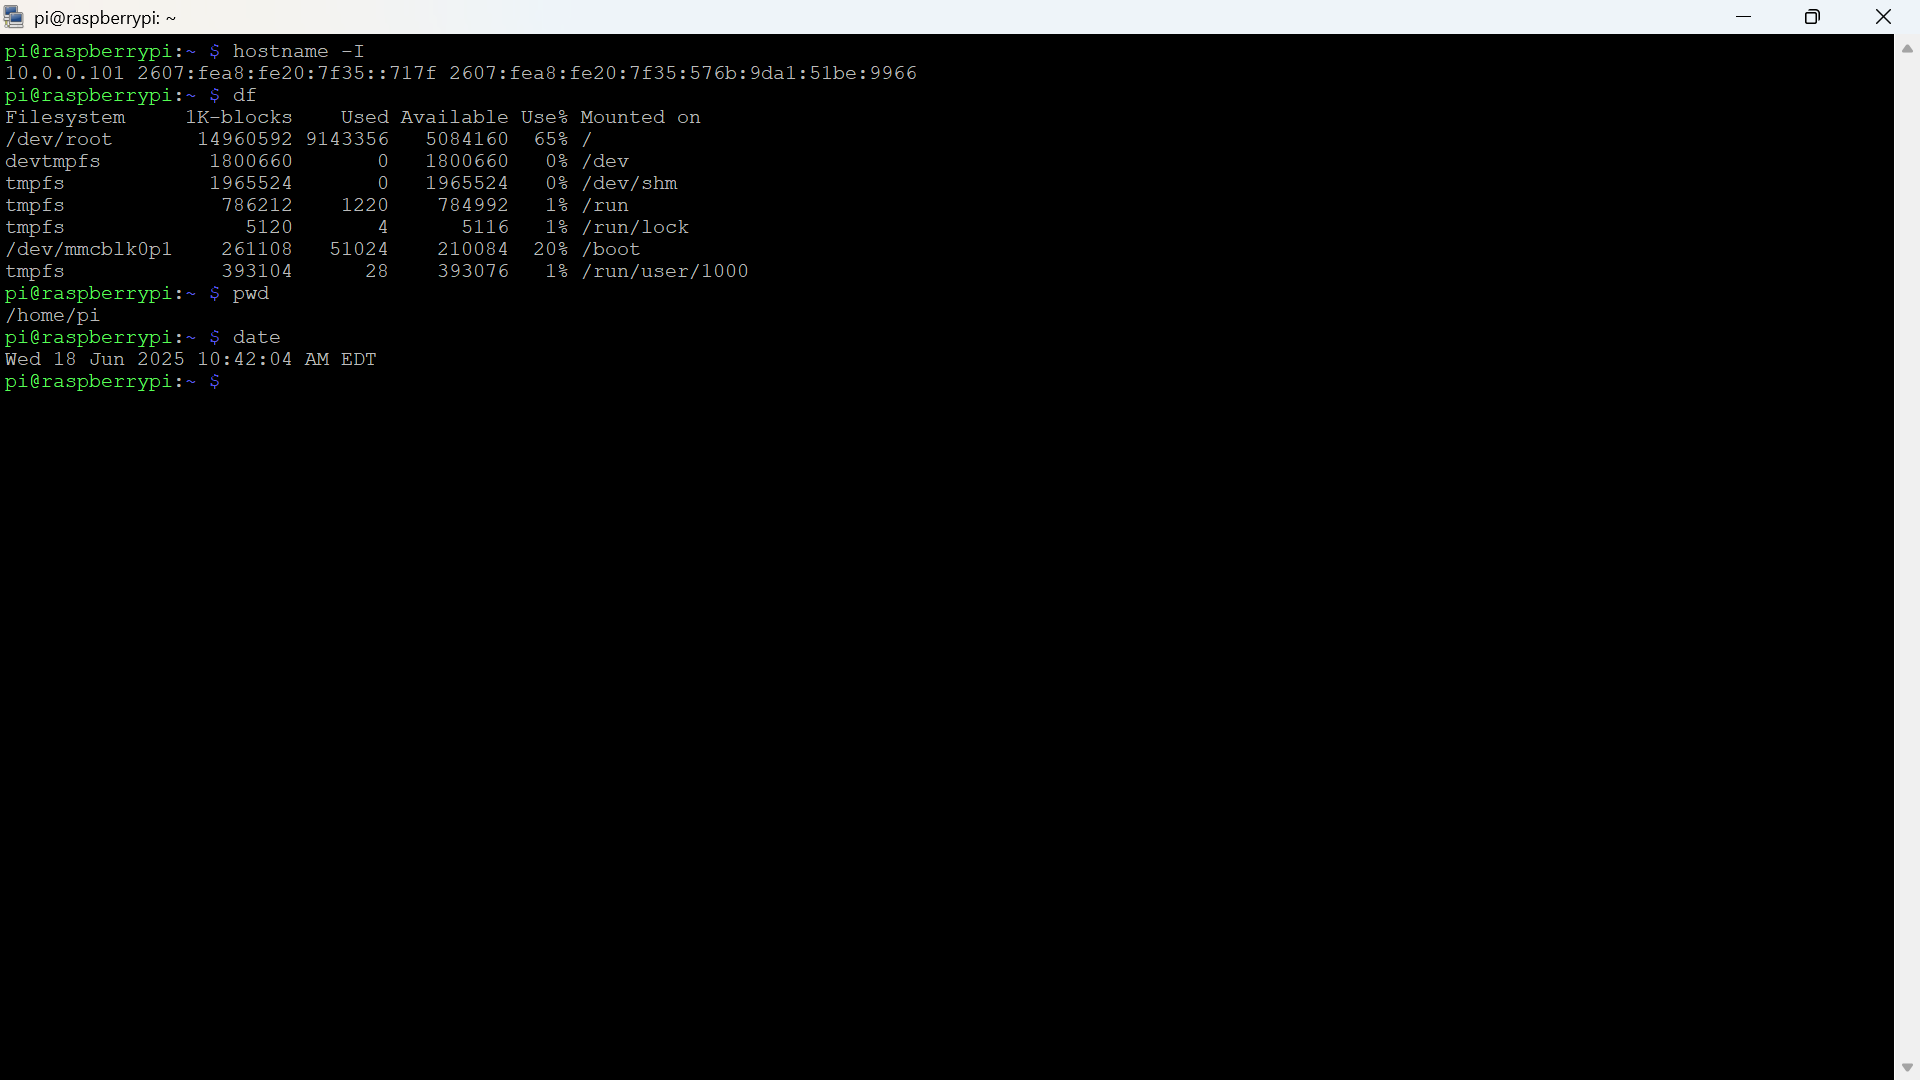 pi@raspberrypi: ~
pi@raspberrypi:~ $ hostname -I
10.0.0.101 2607:fea8:fe20:7f35::717f 2607:fea8:fe20:7f35:576b:9da1:51be:9966
pi@raspberrypi:~ $ df
Filesystem     1K-blocks    Used Available Use% Mounted on
/dev/root       14960592 9143356   5084160  65% /
devtmpfs         1800660       0   1800660   0% /dev
tmpfs            1965524       0   1965524   0% /dev/shm
tmpfs             786212    1220    784992   1% /run
tmpfs               5120       4      5116   1% /run/lock
/dev/mmcblk0p1    261108   51024    210084  20% /boot
tmpfs             393104      28    393076   1% /run/user/1000
pi@raspberrypi:~ $ pwd
/home/pi
pi@raspberrypi:~ $ date
Wed 18 Jun 2025 10:42:04 AM EDT
pi@raspberrypi:~ $